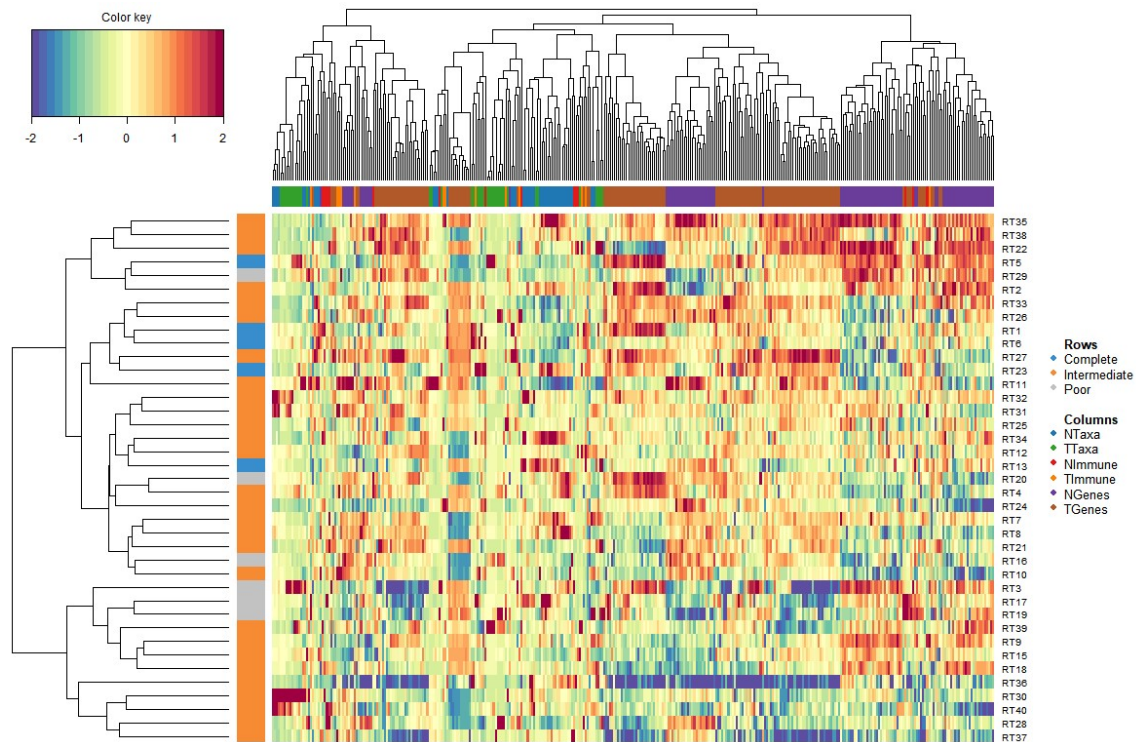 Color key
-2 -1 0 1 2
RT35
RT38
RT22
RT5
RT29
RT2
RT33
RT26
RT1
RT6
RT27
RT23
RT11
RT32
RT31
RT25
RT34
RT12
RT13
RT20
RT4
RT24
RT7
RT8
RT21
RT16
RT10
RT3
RT17
RT19
RT39
RT9
RT15
RT18
RT36
RT30
RT40
RT28
RT37
Rows
Complete
Intermediate
Poor
Columns
NTaxa
TTaxa
NImmune
TImmune
NGenes
TGenes